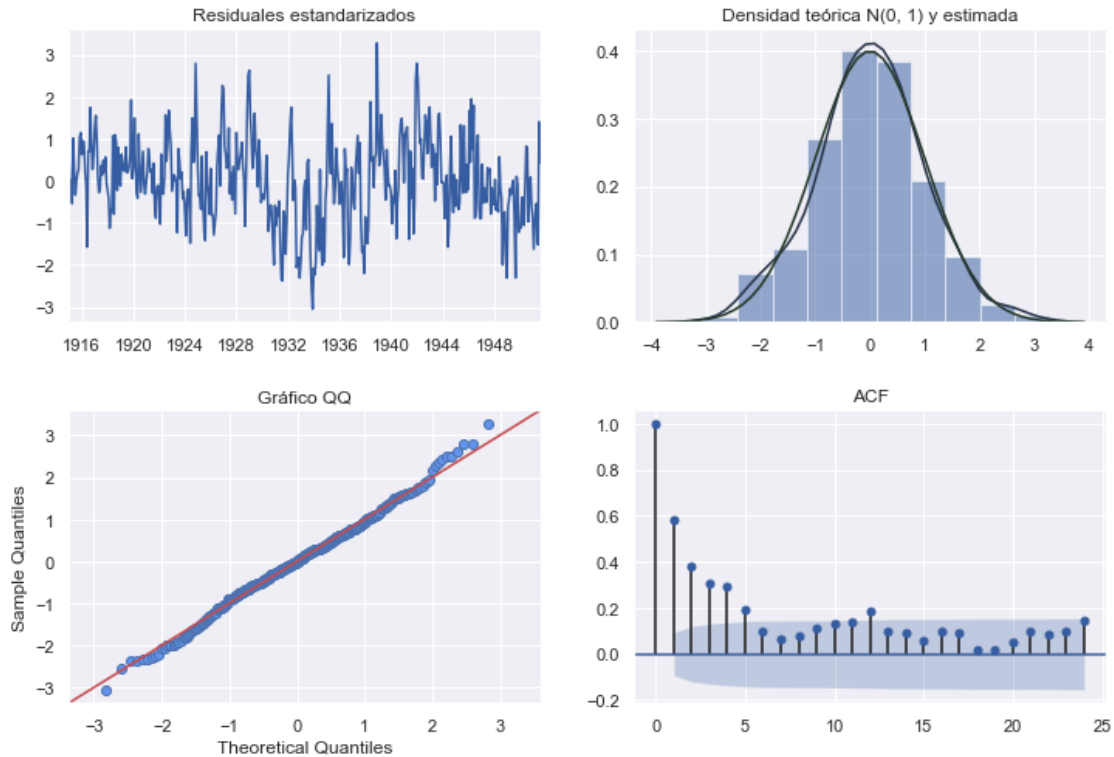 Residuales estandarizados
3
2
1
0
−1
−2
−3
1916 1920 1924 1928 1932 1936 1940 1944 1948
Densidad teórica N(0, 1) y estimada
0.4
0.3
0.2
0.1
0.0
−4 −3 −2 −1 0 1 2 3 4
Gráfico QQ
Sample Quantiles
3
2
1
0
−1
−2
−3
−3 −2 −1 0 1 2 3
Theoretical Quantiles
ACF
1.0
0.8
0.6
0.4
0.2
0.0
−0.2
0 5 10 15 20 25